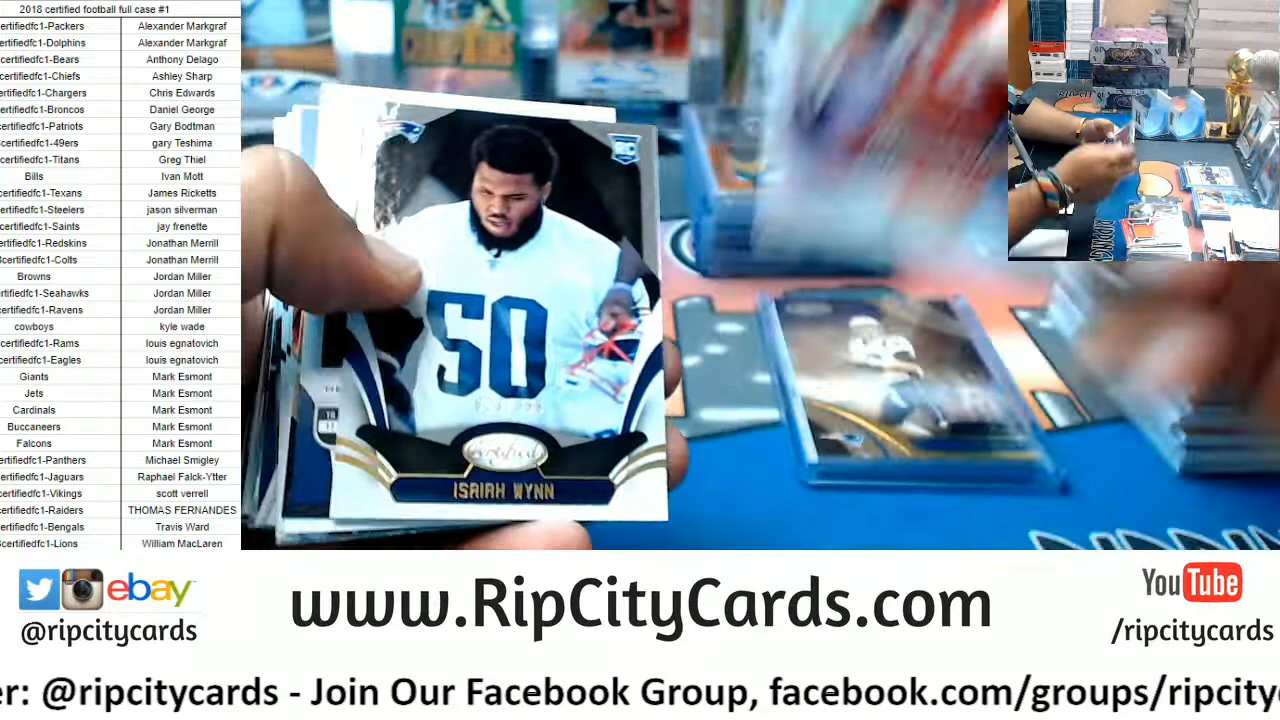 2018 certified football full case #1
ertifiedfc1-Packers Alexander Markgraf
ertifiedfc1-Dolphins Alexander Markgraf
certifiedfc1-Bears Anthony Delago
certifiedfc1-Chiefs Ashley Sharp
certifiedfc1-Chargers Chris Edwards
ertifiedfc1-Broncos Daniel George
certifiedfc1-Patriots Gary Bodtman
certifiedfc1-49ers gary Teshima
certifiedfc1-Titans Greg Thiel
Bills Ivan Mott
certifiedfc1-Texans James Ricketts
ertifiedfc1-Steelers jason silverman
certifiedfc1-Saints jay frenette
ertifiedfc1-Redskins Jonathan Merrill
certifiedfc1-Colts Jonathan Merrill
Browns Jordan Miller
rtifiedfc1-Seahawks Jordan Miller
ertifiedfc1-Ravens Jordan Miller
cowboys kyle wade
certifiedfc1-Rams louis egnatovich
certifiedfc1-Eagles louis egnatovich
Giants Mark Esmont
Jets Mark Esmont
Cardinals Mark Esmont
Buccaneers Mark Esmont
Falcons Mark Esmont
ertifiedfc1-Panthers Michael Smigley
ertifiedfc1-Jaguars Raphael Falck-Ytter
certifiedfc1-Vikings scott verrell
ertifiedfc1-Raiders THOMAS FERNANDES
ertifiedfc1-Bengals Travis Ward
8certifiedfc1-Lions William MacLaren
RC
50
Certified
ISAIAH WYNN
ebay
@ripcitycards
www.RipCityCards.com
YouTube
/ripcitycards
er: @ripcitycards - Join Our Facebook Group, facebook.com/groups/ripcity